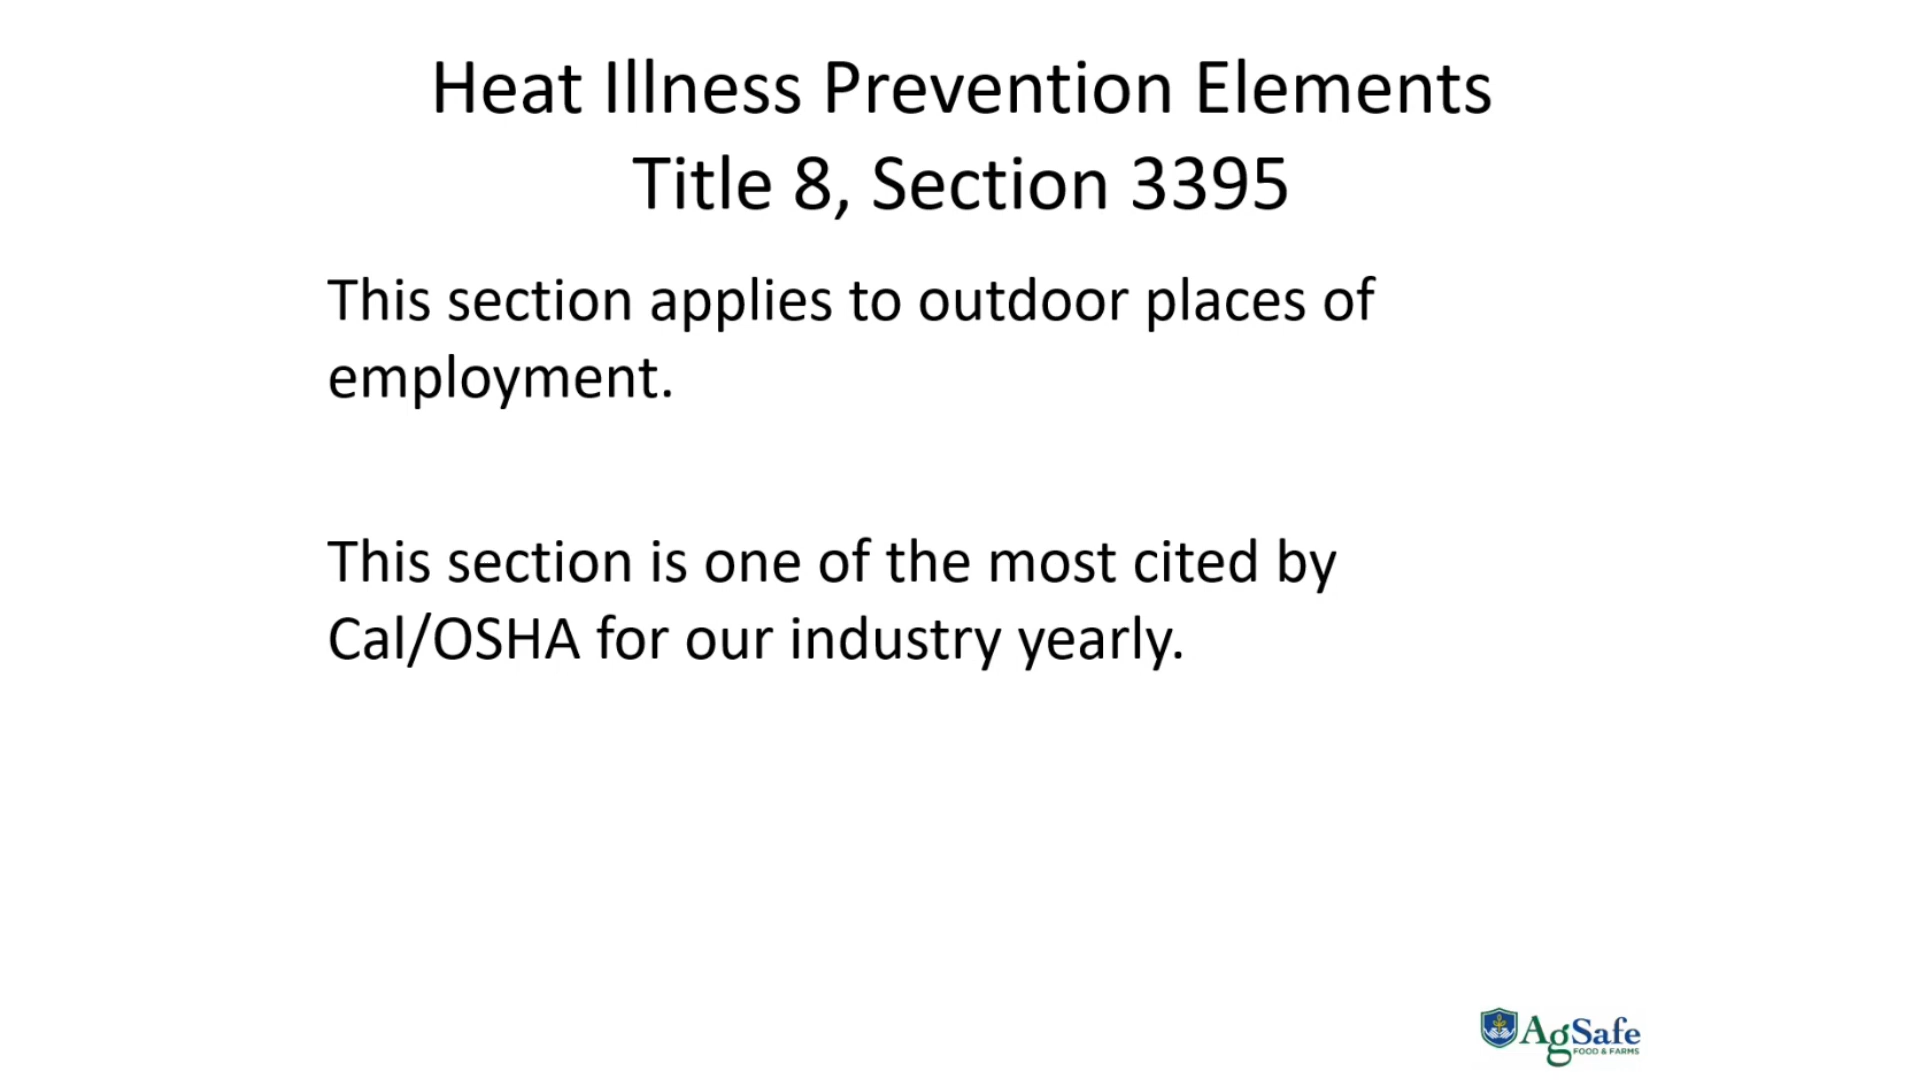 Heat Illness Prevention Elements
Title 8, Section 3395
This section applies to outdoor places of
employment.
This section is one of the most cited by
Cal/OSHA for our industry yearly.
AgSafe
FOOD & FARMS